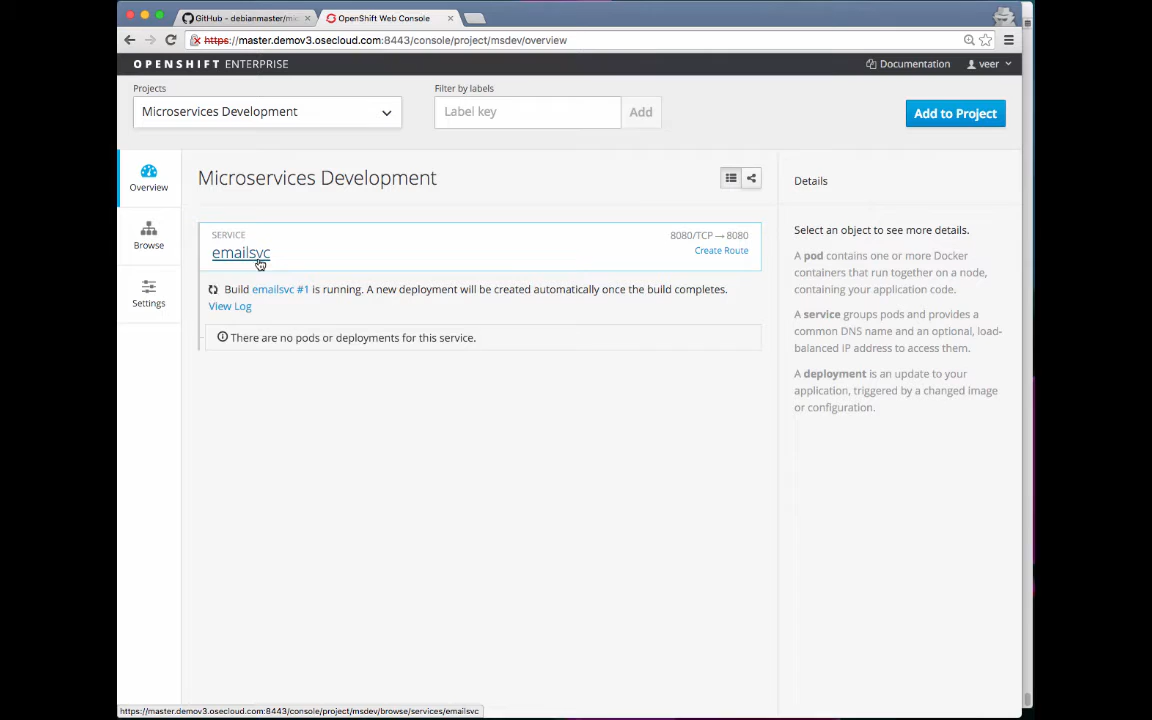 GitHub - debianmaster/mic
OpenShift Web Console
https://master.demov3.osecloud.com:8443/console/project/msdev/overview
OPENSHIFT ENTERPRISE
Documentation
veer
Projects
Filter by labels
Microservices Development
Label key
Add
Add to Project
Overview
Browse
Settings
Microservices Development
Details
SERVICE
8080/TCP → 8080
emailsvc
Create Route
Build emailsvc #1 is running. A new deployment will be created automatically once the build completes.
View Log
There are no pods or deployments for this service.
Select an object to see more details.
A pod contains one or more Docker
containers that run together on a node,
containing your application code.
A service groups pods and provides a
common DNS name and an optional, load-
balanced IP address to access them.
A deployment is an update to your
application, triggered by a changed image
or configuration.
https://master.demov3.osecloud.com:8443/console/project/msdev/browse/services/emailsvc